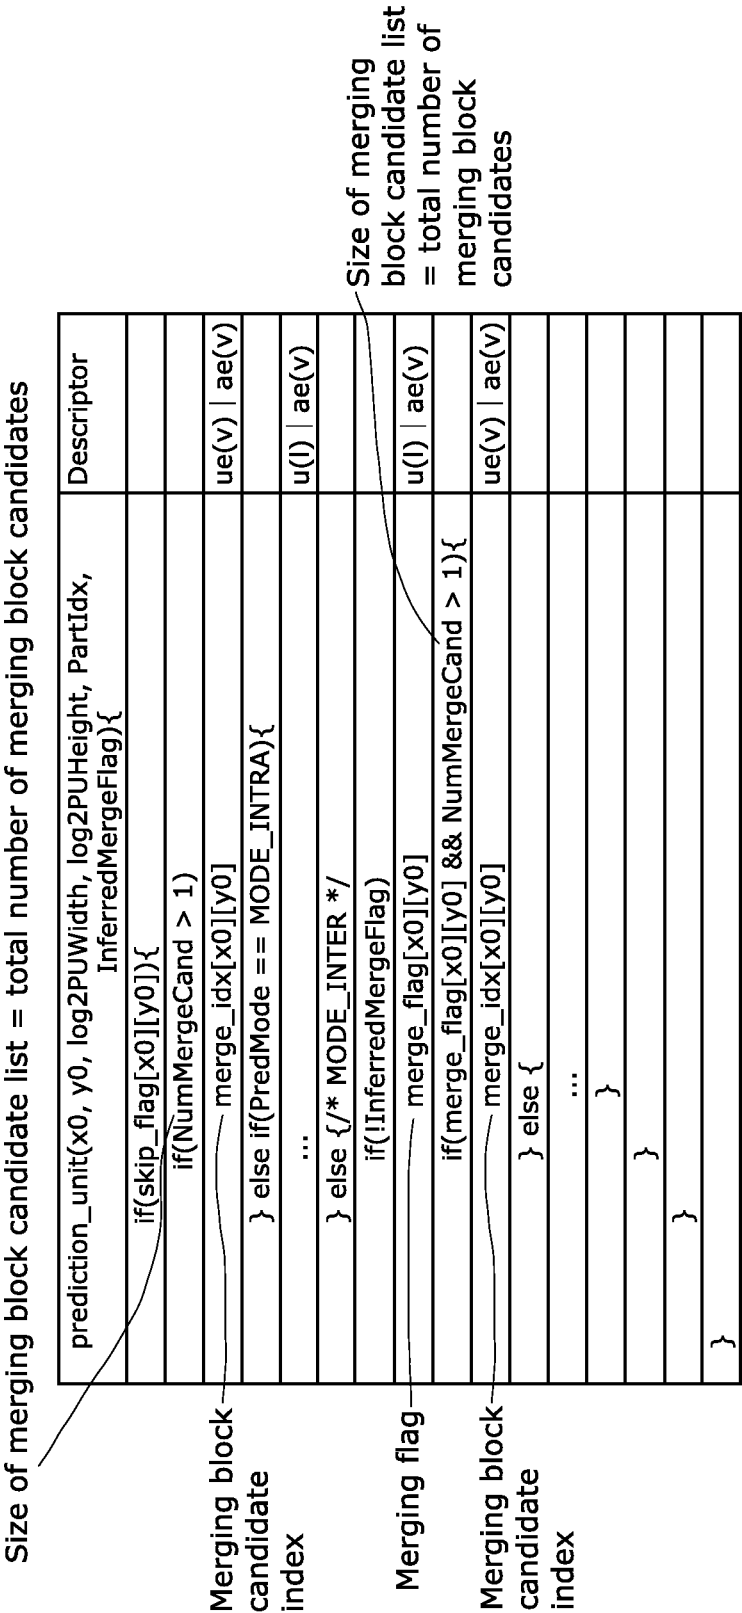 Size of merging block candidate list = total number of merging block candidates
prediction_unit(x0, y0, log2PUWidth, log2PUHeight, PartIdx,
InferredMergeFlag){
Descriptor
if(skip_flag[x0][y0]){
if(NumMergeCand > 1)
merge_idx[x0][y0]
ue(v) | ae(v)
} else if(PredMode == MODE_INTRA){
...
u(l) | ae(v)
} else {/* MODE_INTER */
if(!InferredMergeFlag)
merge_flag[x0][y0]
u(l) | ae(v)
if(merge_flag[x0][y0] && NumMergeCand > 1){
merge_idx[x0][y0]
ue(v) | ae(v)
} else {
...
}
}
}
}
Merging block
candidate
index
Merging flag
Merging block
candidate
index
Size of merging
block candidate list
= total number of
merging block
candidates